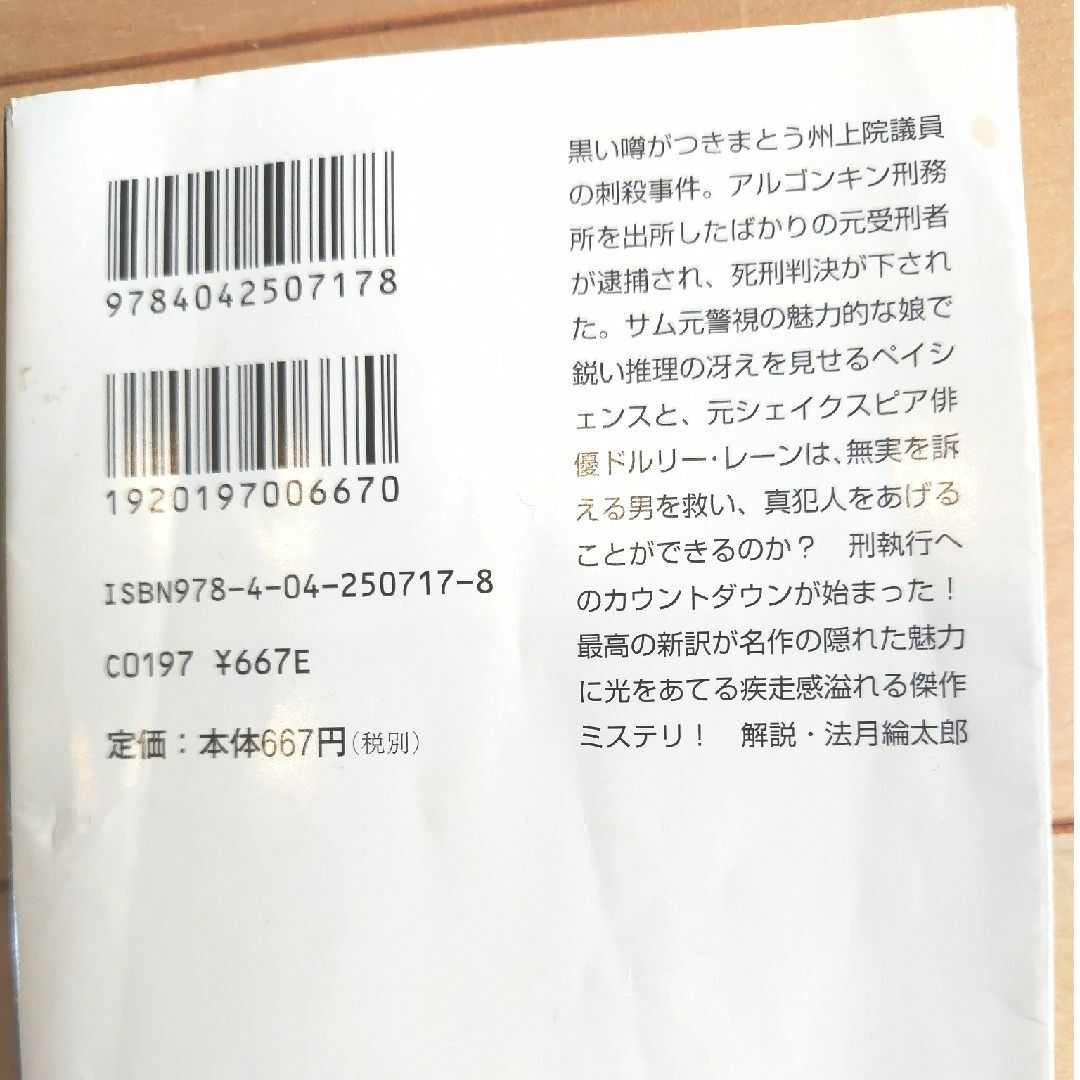 9784042507178
1920197006670
ISBN978-4-04-250717-8
C0197 ¥667E
定価：本体667円（税別）
黒い噂がつきまとう州上院議員
の刺殺事件。アルゴンキン刑務
所を出所したばかりの元受刑者
が逮捕され、死刑判決が下され
た。サム元警視の魅力的な娘で
鋭い推理の冴えを見せるペイシ
ェンスと、元シェイクスピア俳
優ドルリー・レーンは、無実を訴
える男を救い、真犯人をあげる
ことができるのか？　刑執行へ
のカウントダウンが始まった！
最高の新訳が名作の隠れた魅力
に光をあてる疾走感溢れる傑作
ミステリ！　解説・法月綸太郎